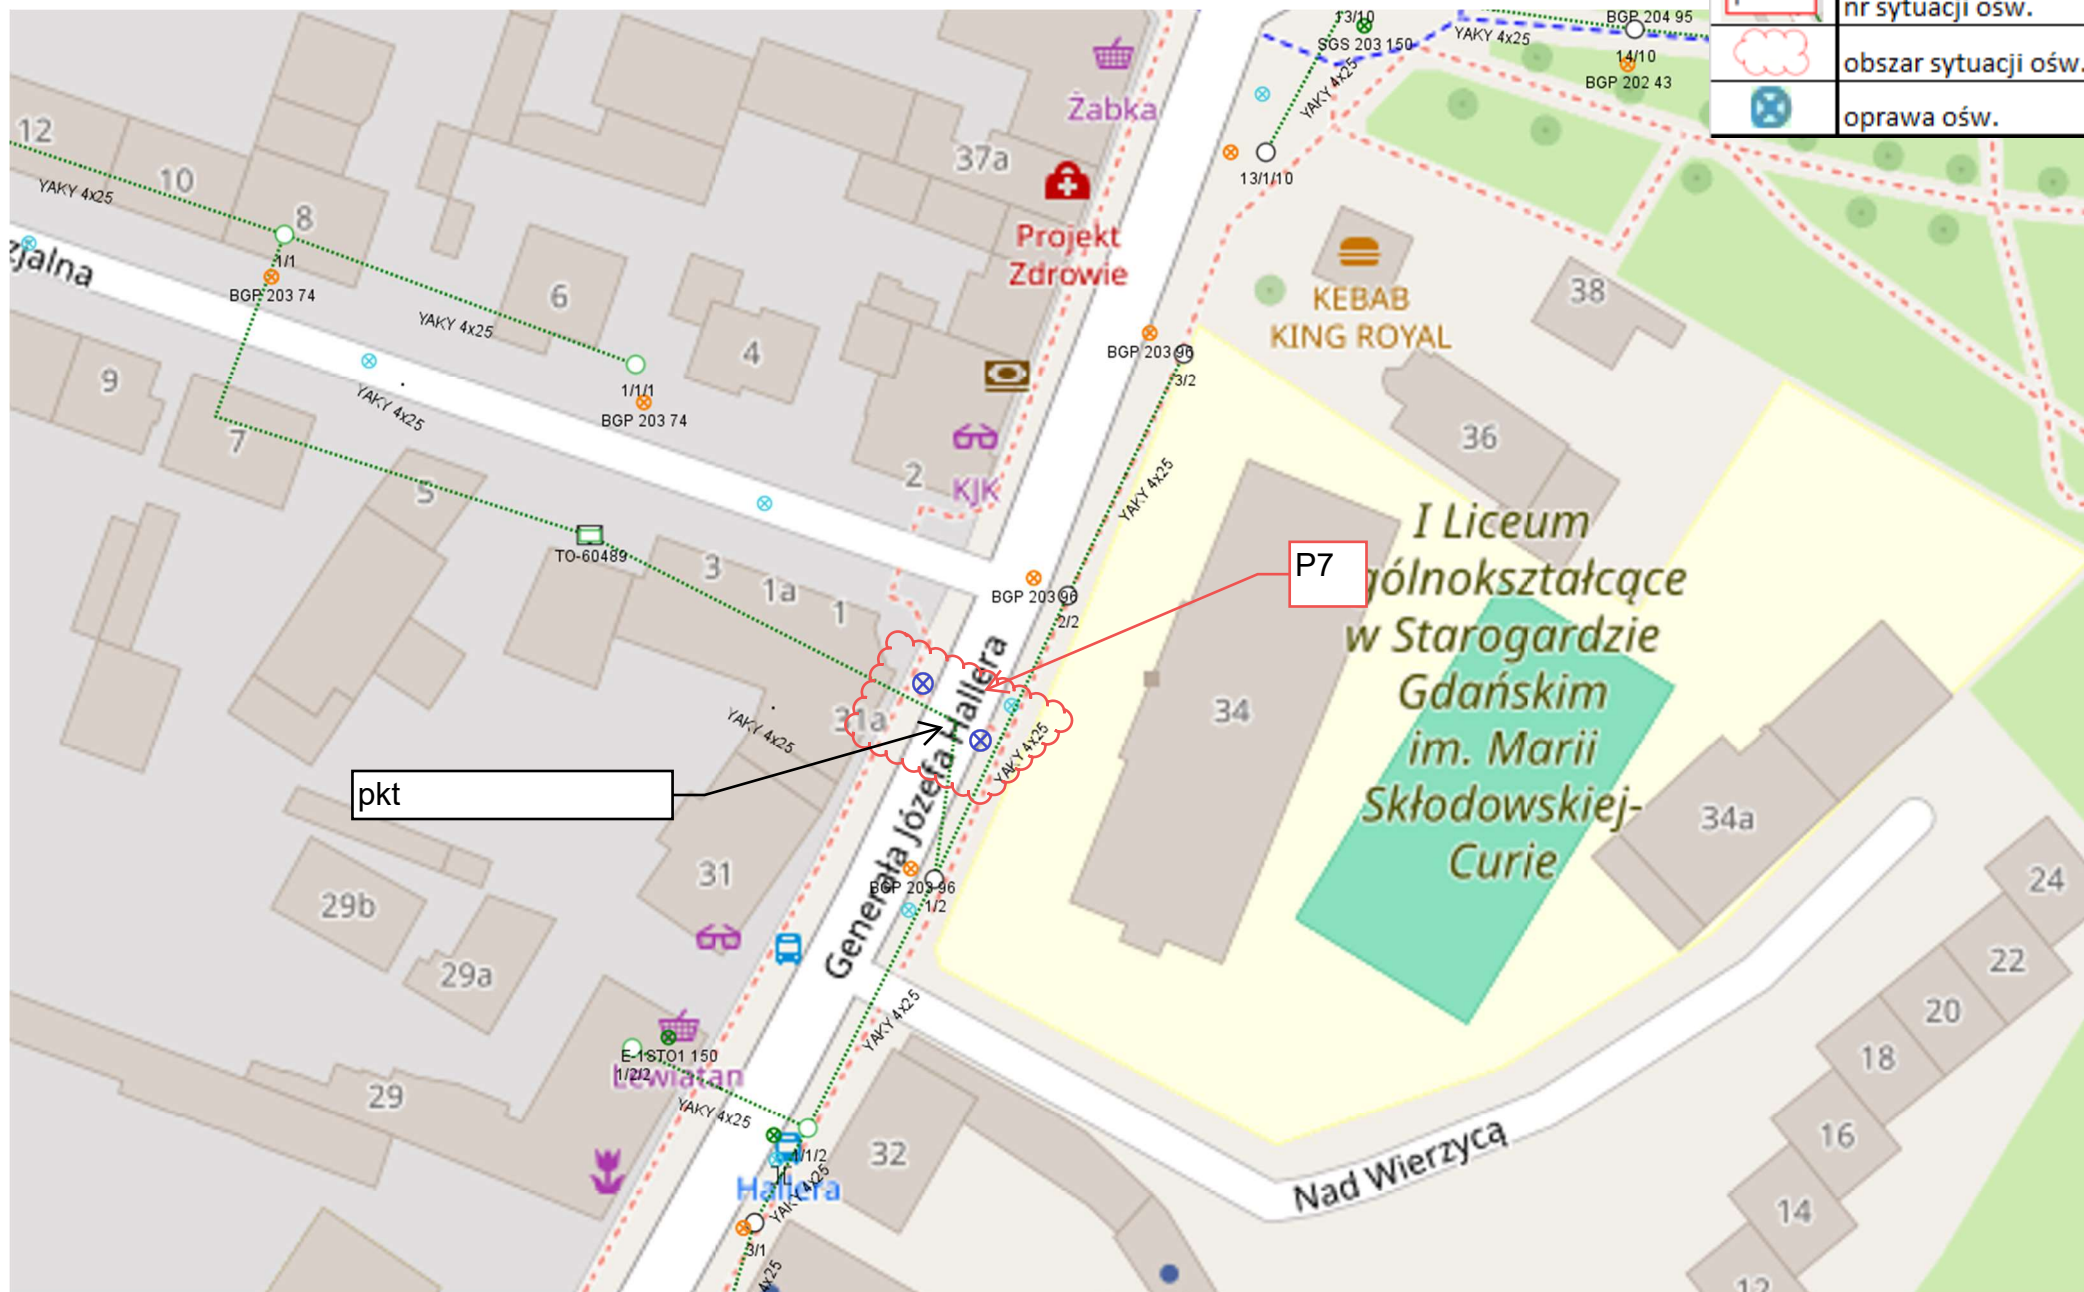 nr sytuacji ośw.
obszar sytuacji ośw.
oprawa ośw.
13/10
SGS 203 150
YAKY 4x25
BGP 204 95
14/10
BGP 202 43
YAKY 4x25
13/1/10
Żabka
37a
Projekt
Zdrowie
12
10
8
YAKY 4x25
1/1
BGP 203 74
zjalna
6
YAKY 4x25
4
1/1/1
BGP 203 74
YAKY 4x25
9
7
5
2
KJK
KEBAB
KING ROYAL
38
36
BGP 203 96
3/2
YAKY 4x25
TO-60489
3
1a
1
31a
BGP 203 96
2/2
P7
I Liceum
gólnokształcące
w Starogardzie
Gdańskim
im. Marii
Skłodowskiej-
Curie
34
34a
YAKY 4x25
YAKY 4x25
pkt
Generała Józefa Hallera
31
29b
29a
BGP 203 96
1/2
YAKY 4x25
E-1STO1 150
1/2/2
Lewiatan
YAKY 4x25
29
1/1/2
Hallera
YAKY 4x25
3/1
4x25
32
Nad Wierzycą
24
22
20
18
16
14
12